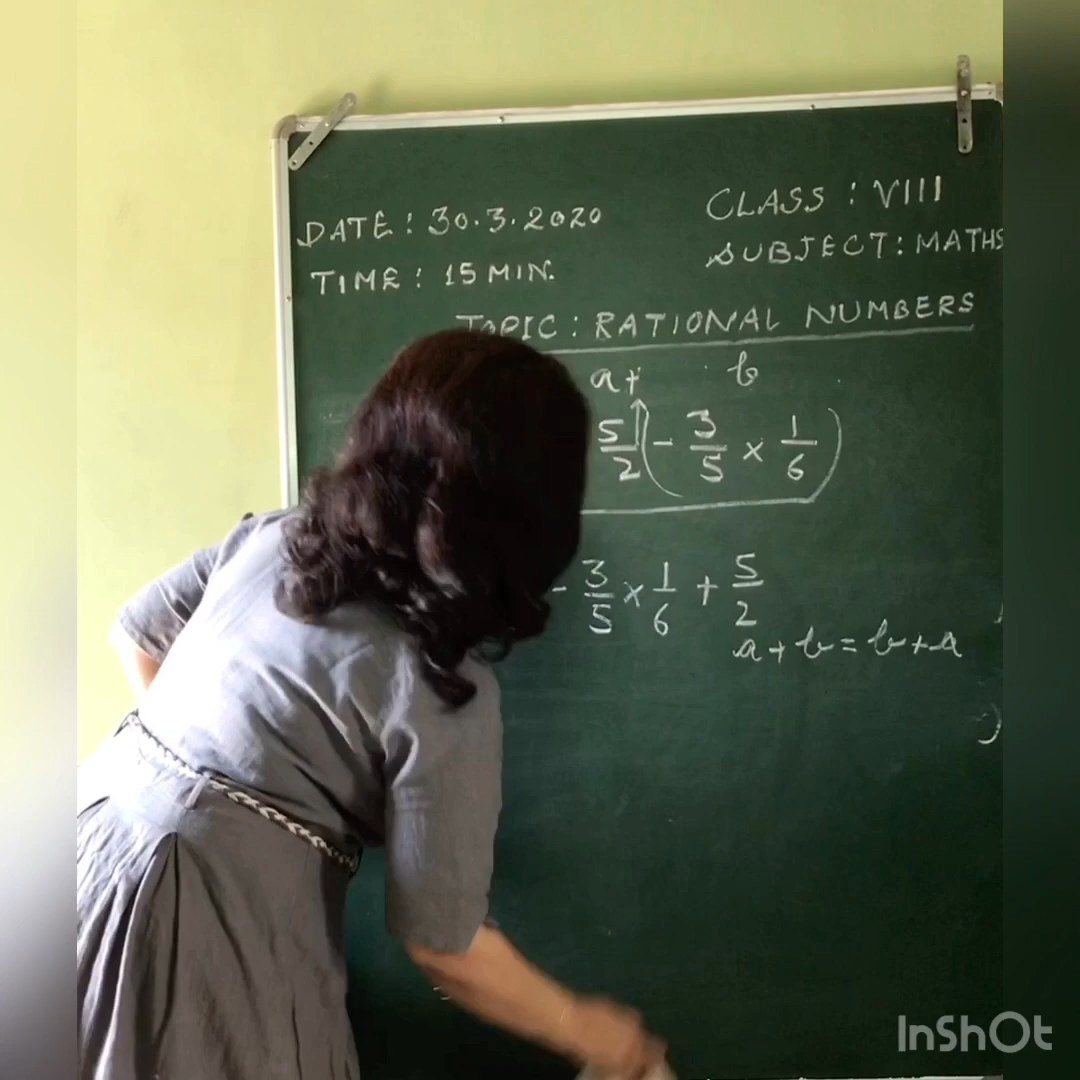 DATE : 30.3.2020
TIME : 15 MIN.
CLASS : VIII
SUBJECT : MATHS
TOPIC : RATIONAL NUMBERS
a + b
5/2 ( - 3/5 × 1/6 )
- 3/5 × 1/6 + 5/2
a + b = b + a
InShOt